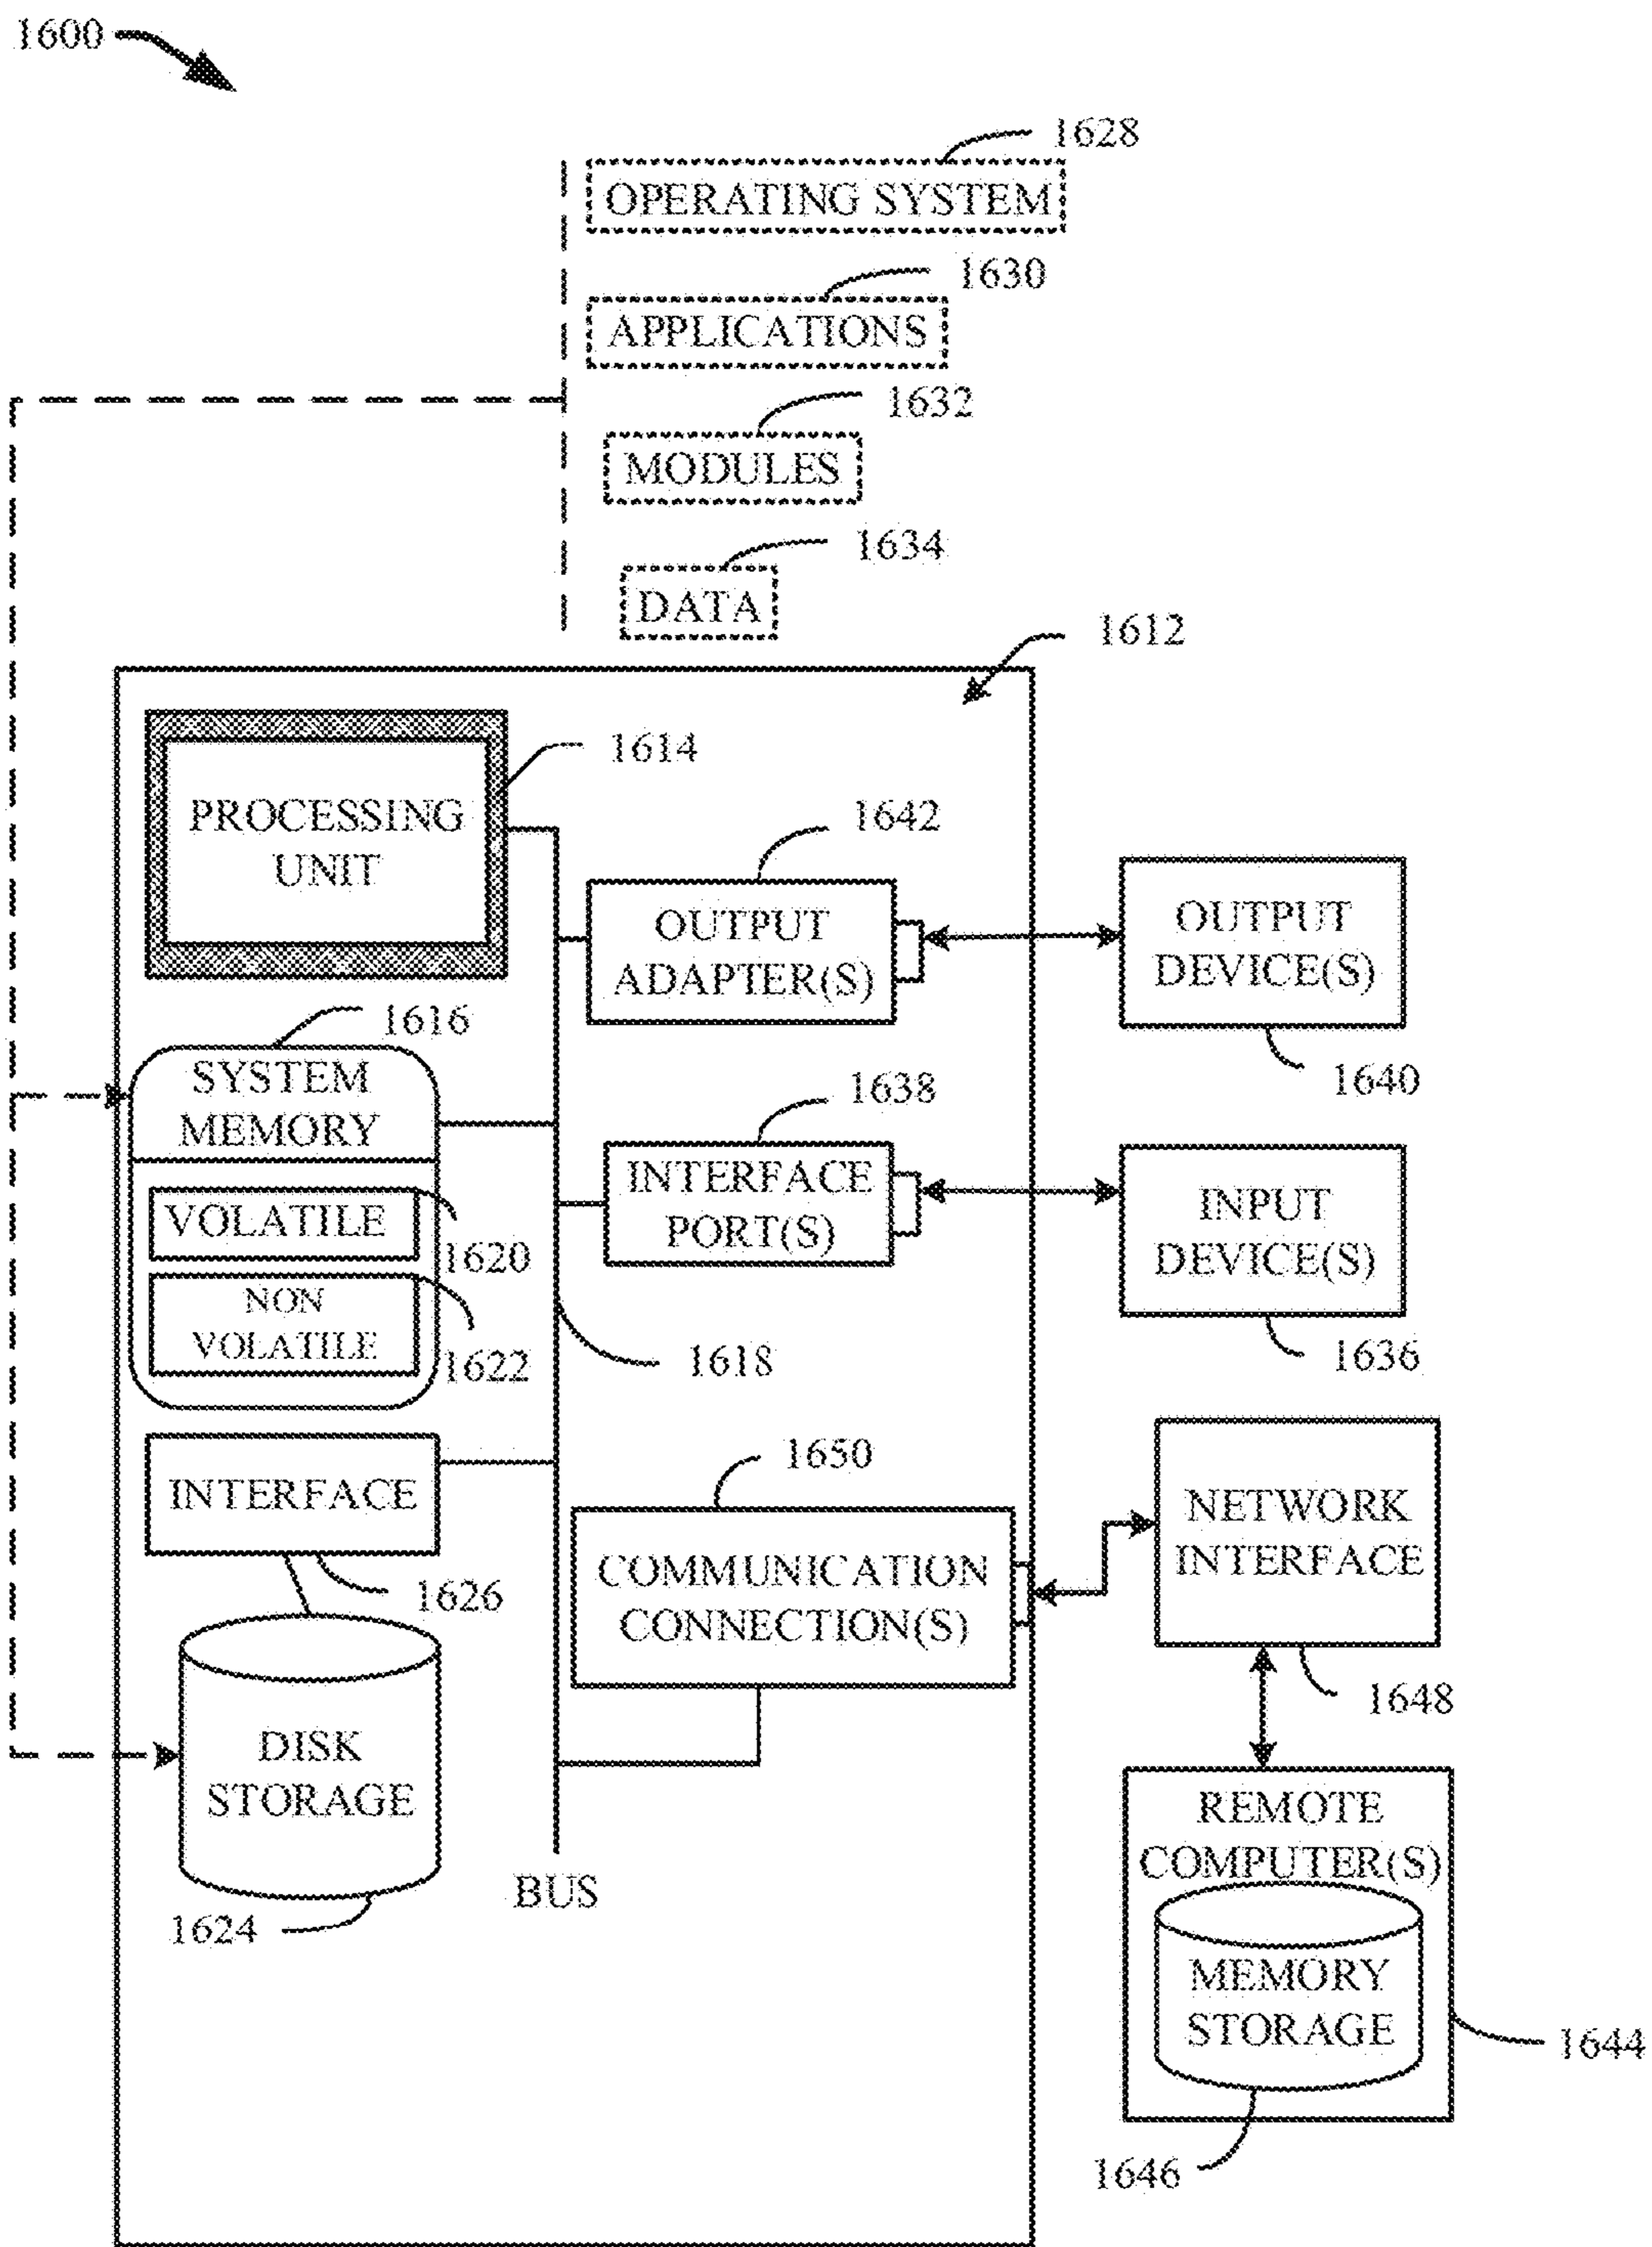 1600
1628
OPERATING SYSTEM
1630
APPLICATIONS
1632
MODULES
1634
DATA
1612
1614
PROCESSING
UNIT
1642
OUTPUT
ADAPTER(S)
OUTPUT
DEVICE(S)
1640
1616
SYSTEM
MEMORY
1638
INTERFACE
PORT(S)
INPUT
DEVICE(S)
1636
VOLATILE
1620
NON
VOLATILE
1622
1618
1650
INTERFACE
1626
COMMUNICATION
CONNECTION(S)
NETWORK
INTERFACE
1648
DISK
STORAGE
1624
BUS
REMOTE
COMPUTER(S)
MEMORY
STORAGE
1644
1646